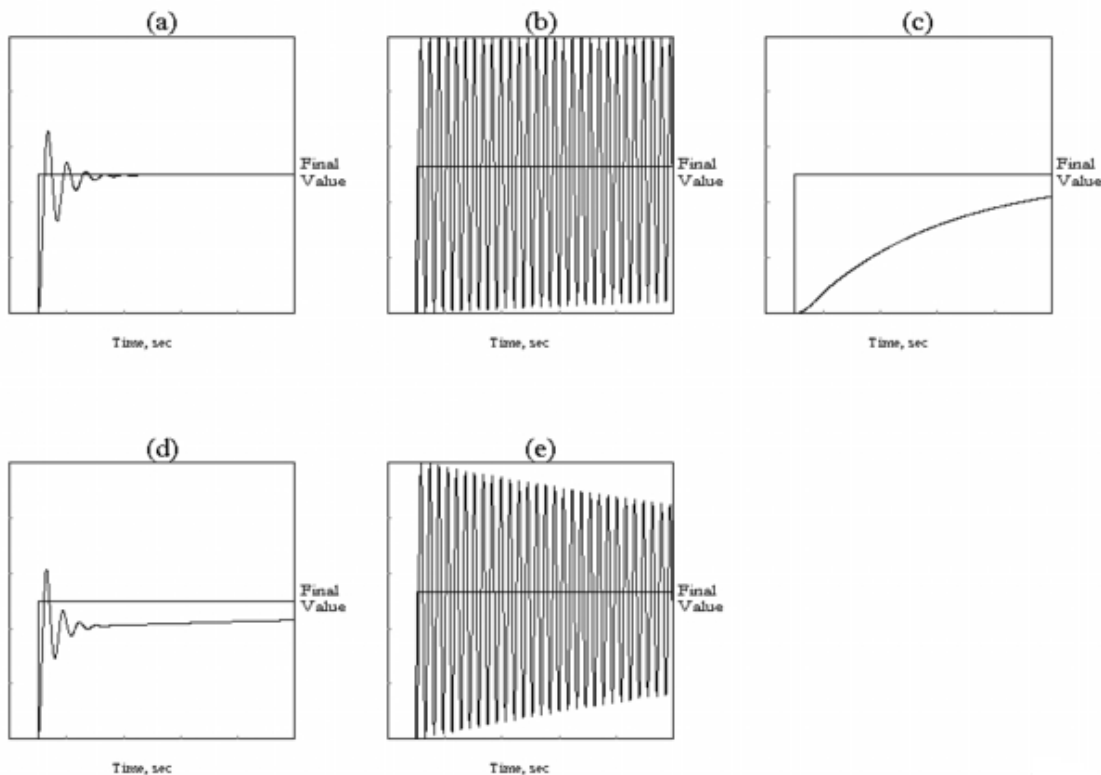 (a)
(b)
(c)
Final
Value
Final
Value
Final
Value
Time, sec
Time, sec
Time, sec
(d)
(e)
Final
Value
Final
Value
Time, sec
Time, sec